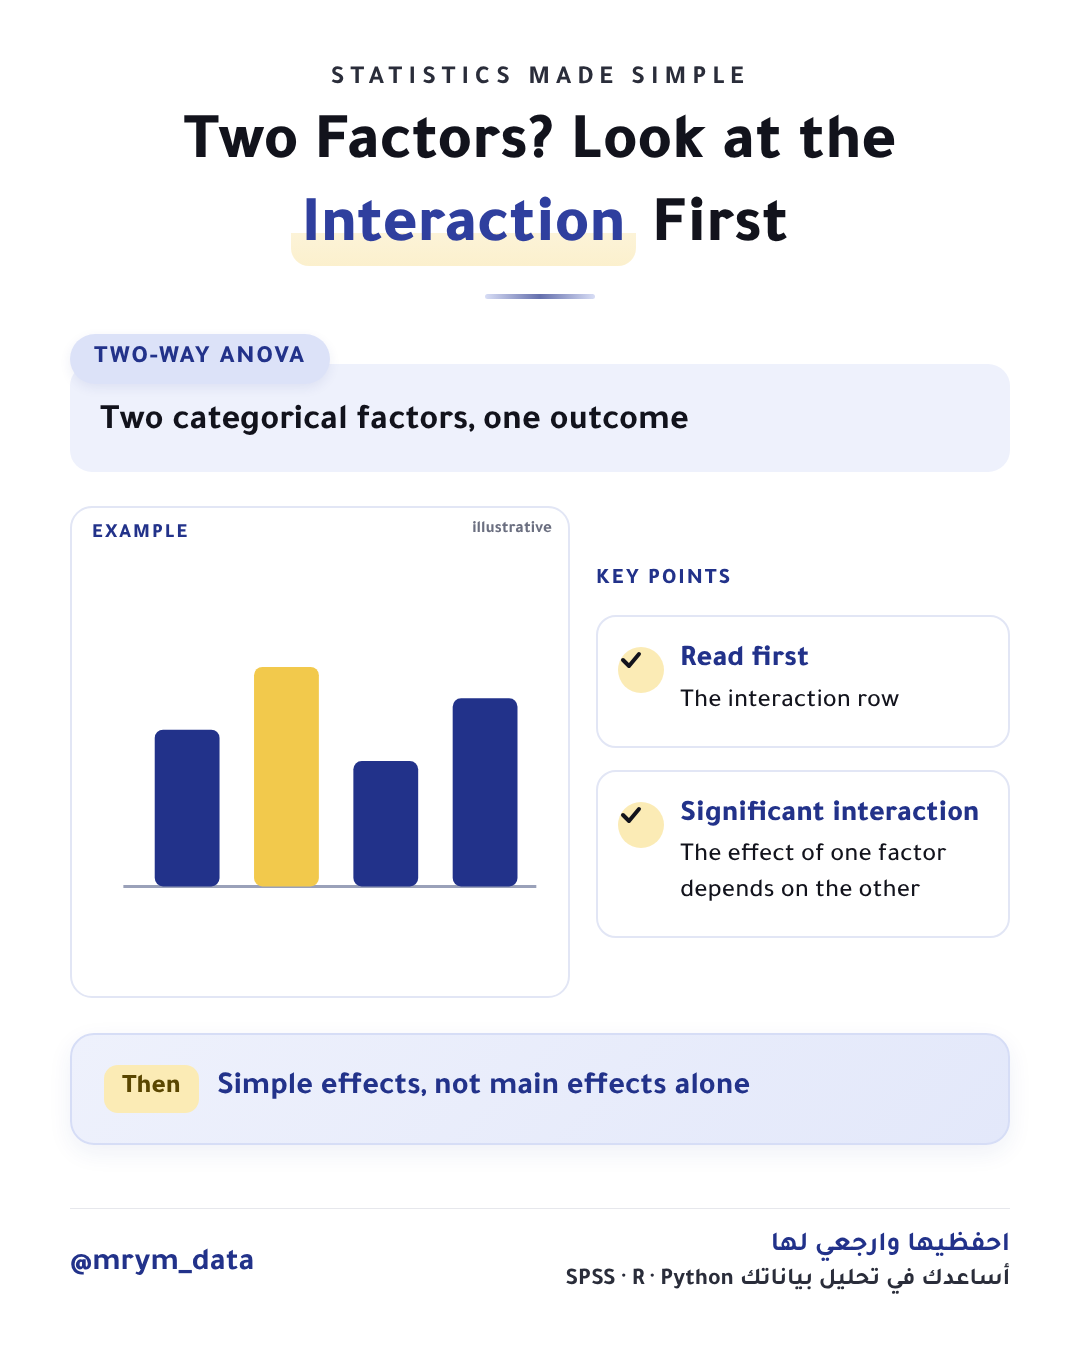 STATISTICS MADE SIMPLE
Two Factors? Look at the
Interaction First
TWO-WAY ANOVA
Two categorical factors, one outcome
EXAMPLE
illustrative
KEY POINTS
Read first
The interaction row
Significant interaction
The effect of one factor
depends on the other
Then
Simple effects, not main effects alone
@mrym_data
احفظيها وارجعي لها
أساعدك في تحليل بياناتك SPSS · R · Python